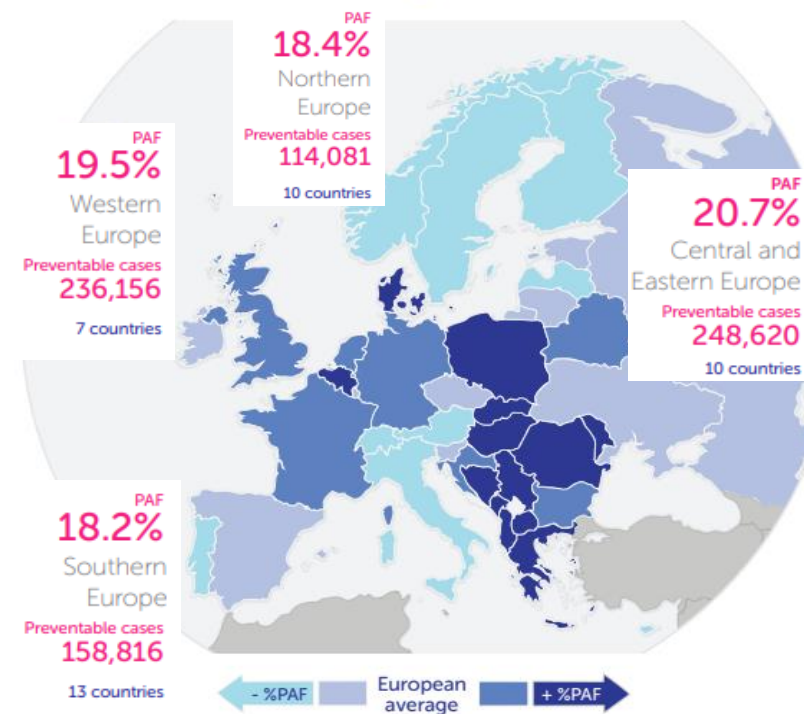 PAF
18.4%
Northern
Europe
Preventable cases
114,081
10 countries
PAF
19.5%
Western
Europe
Preventable cases
236,156
7 countries
PAF
20.7%
Central and
Eastern Europe
Preventable cases
248,620
10 countries
PAF
18.2%
Southern
Europe
Preventable cases
158,816
13 countries
- %PAF
European
average
+ %PAF